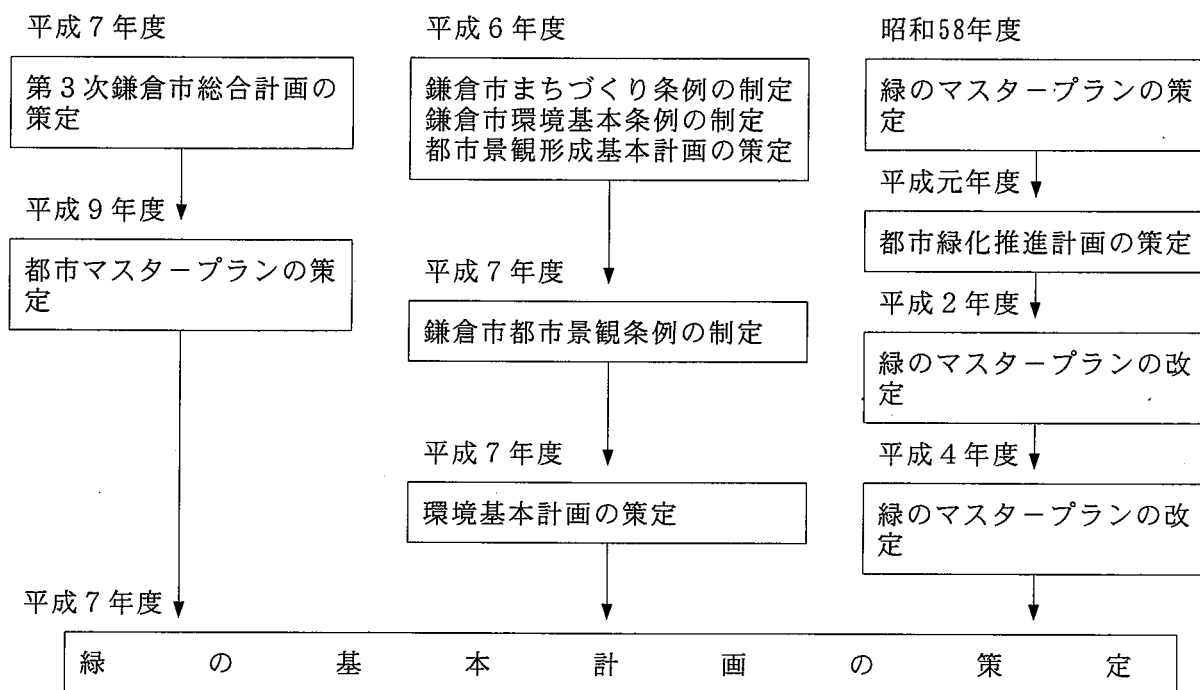 平成７年度
第３次鎌倉市総合計画の
策定
平成９年度
都市マスタープランの策
定
平成６年度
鎌倉市まちづくり条例の制定
鎌倉市環境基本条例の制定
都市景観形成基本計画の策定
平成７年度
鎌倉市都市景観条例の制定
平成７年度
環境基本計画の策定
昭和58年度
緑のマスタープランの策
定
平成元年度
都市緑化推進計画の策定
平成２年度
緑のマスタープランの改
定
平成４年度
緑のマスタープランの改
定
平成７年度
緑の基本計画の策定